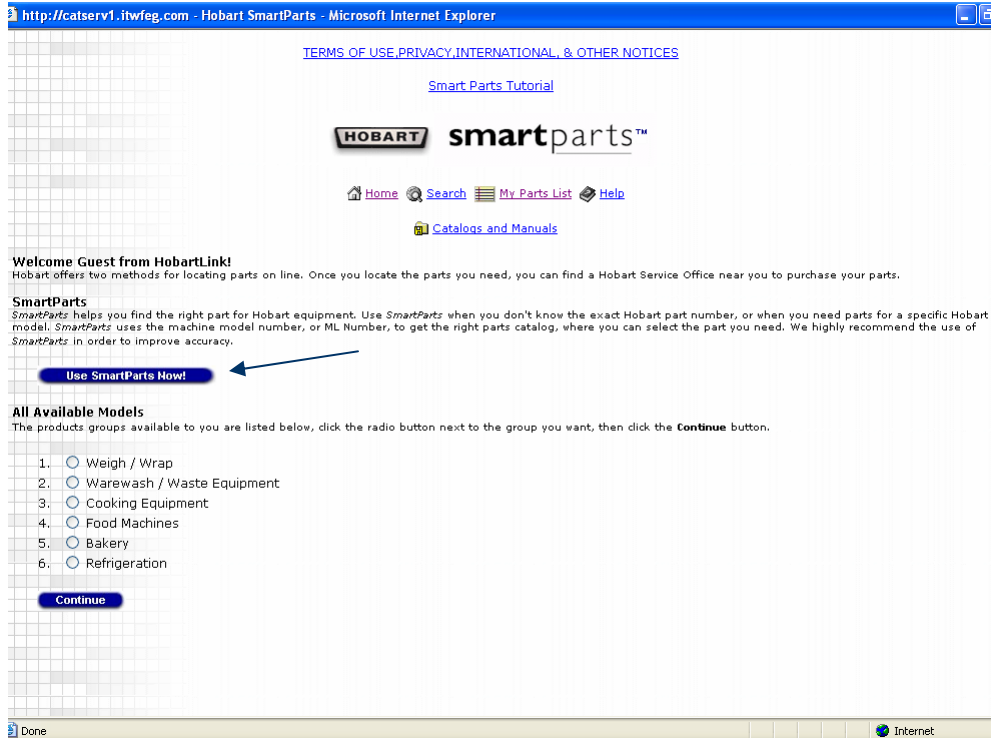 http://catserv1.itwfeg.com - Hobart SmartParts - Microsoft Internet Explorer
TERMS OF USE,PRIVACY,INTERNATIONAL, & OTHER NOTICES
Smart Parts Tutorial
HOBART smartparts™
Home Search My Parts List Help
Catalogs and Manuals
Welcome Guest from HobartLink!
Hobart offers two methods for locating parts on line. Once you locate the parts you need, you can find a Hobart Service Office near you to purchase your parts.
SmartParts
SmartParts helps you find the right part for Hobart equipment. Use SmartParts when you don't know the exact Hobart part number, or when you need parts for a specific Hobart
model. SmartParts uses the machine model number, or ML Number, to get the right parts catalog, where you can select the part you need. We highly recommend the use of
SmartParts in order to improve accuracy.
Use SmartParts Now!
All Available Models
The products groups available to you are listed below, click the radio button next to the group you want, then click the Continue button.
1. Weigh / Wrap
2. Warewash / Waste Equipment
3. Cooking Equipment
4. Food Machines
5. Bakery
6. Refrigeration
Continue
Done Internet